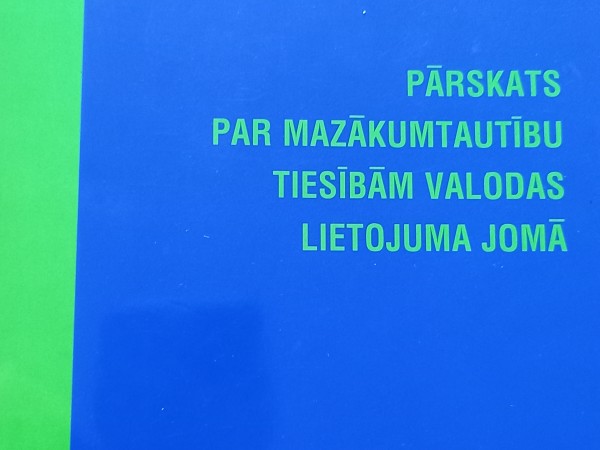 PĀRSKATS
PAR MAZĀKUMTAUTĪBU
TIESĪBĀM VALODAS
LIETOJUMA JOMĀ